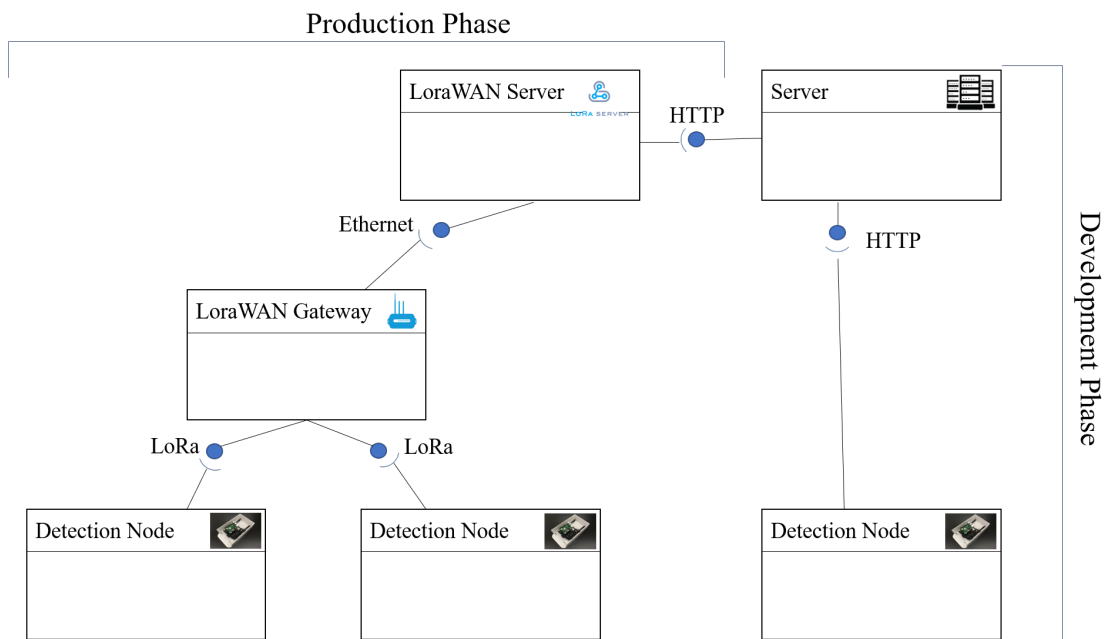 Production Phase
LoraWAN Server
LORA SERVER
HTTP
Server
Ethernet
HTTP
Development Phase
LoraWAN Gateway
LoRa
LoRa
Detection Node
Detection Node
Detection Node